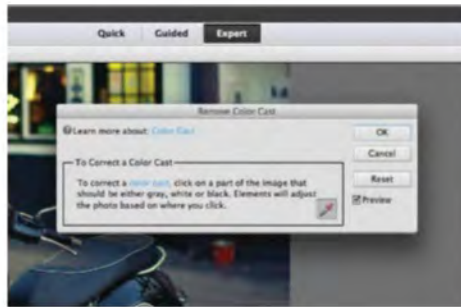 Quick Guided Expert
Remove Color Cast
Learn more about: Color Cast
OK
Cancel
Reset
Preview
To Correct a Color Cast
To correct a color cast, click on a part of the image that
should be either gray, white or black. Elements will adjust
the photo based on where you click.